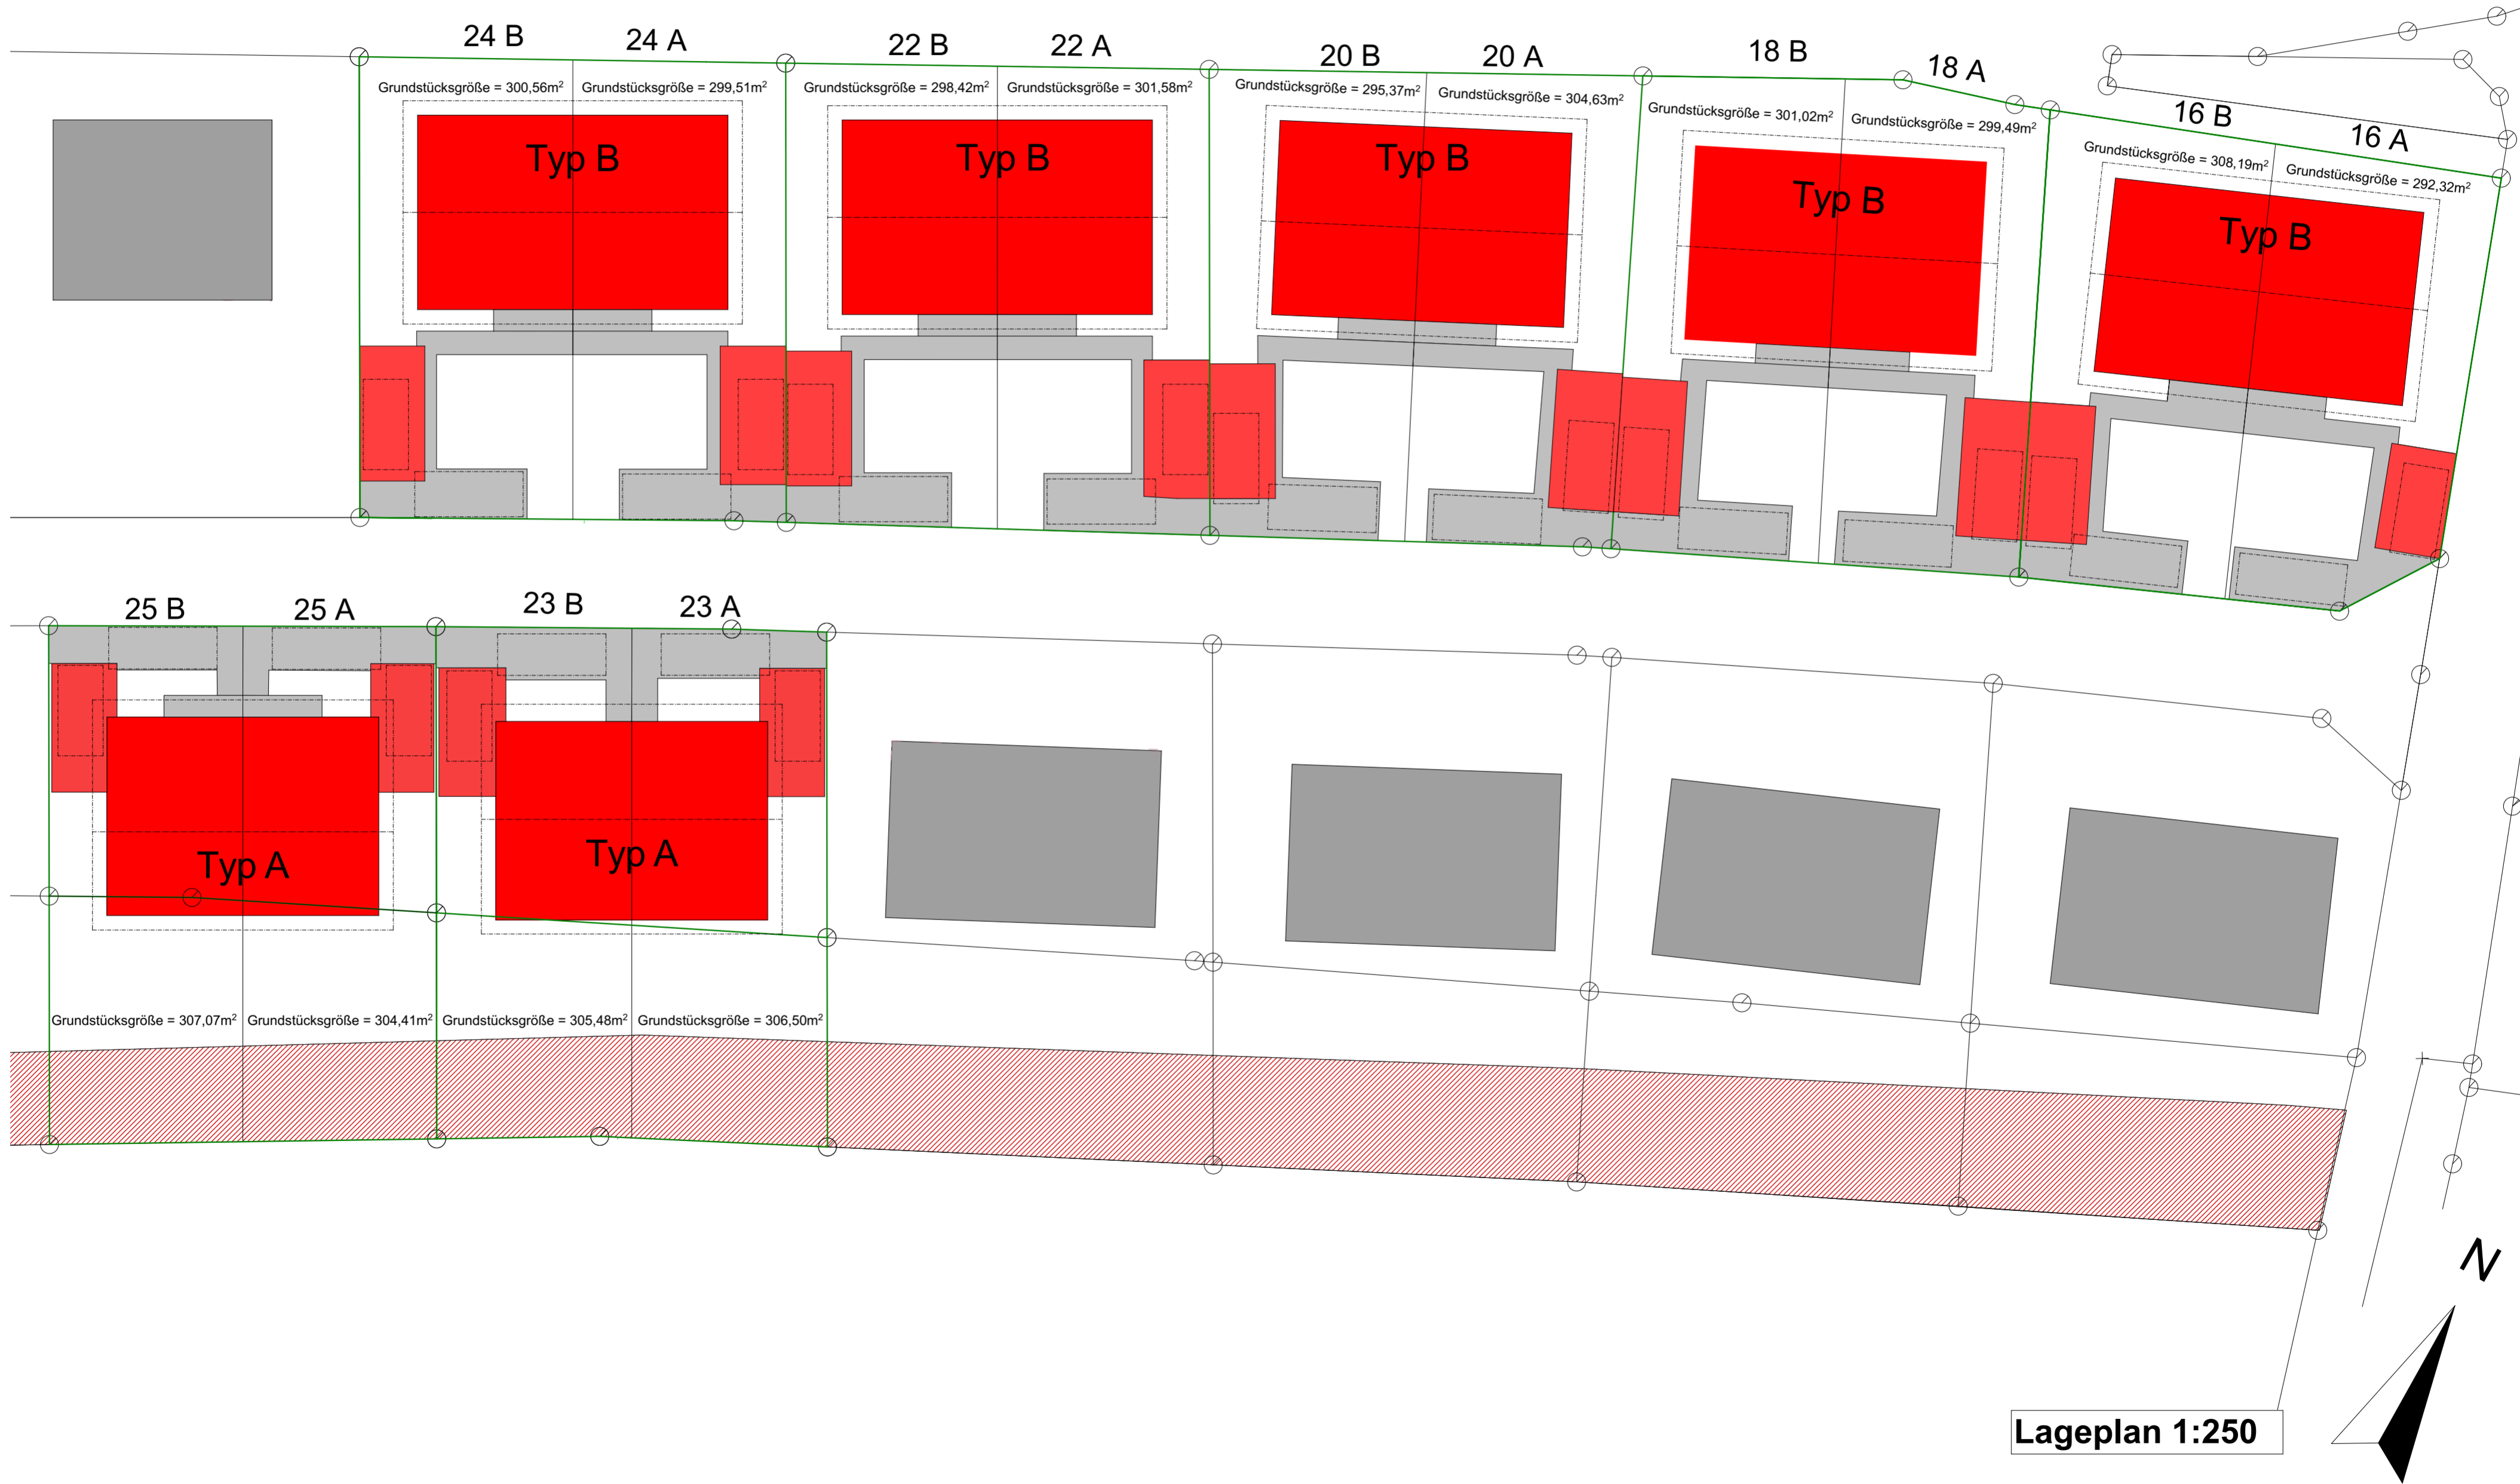 24 B
24 A
22 B
22 A
20 B
20 A
18 B
18 A
16 B
16 A
Grundstücksgröße = 300,56m²
Grundstücksgröße = 299,51m²
Grundstücksgröße = 298,42m²
Grundstücksgröße = 301,58m²
Grundstücksgröße = 295,37m²
Grundstücksgröße = 304,63m²
Grundstücksgröße = 301,02m²
Grundstücksgröße = 299,49m²
Grundstücksgröße = 308,19m²
Grundstücksgröße = 292,32m²
Typ B
Typ B
Typ B
Typ B
Typ B
25 B
25 A
23 B
23 A
Typ A
Typ A
Grundstücksgröße = 307,07m²
Grundstücksgröße = 304,41m²
Grundstücksgröße = 305,48m²
Grundstücksgröße = 306,50m²
N
Lageplan 1:250